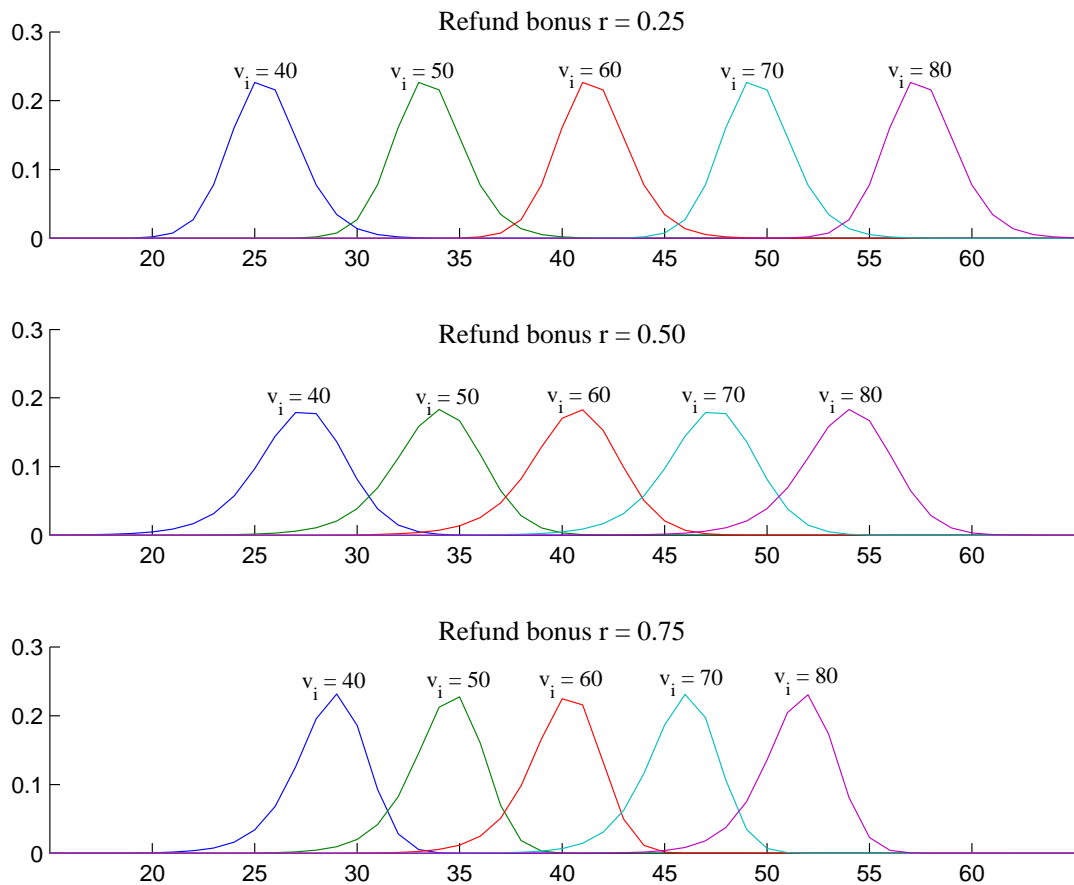 Refund bonus r = 0.25
0.3
v_i = 40 v_i = 50 v_i = 60 v_i = 70 v_i = 80
0.2
0.1
0
20 25 30 35 40 45 50 55 60
Refund bonus r = 0.50
0.3
v_i = 40 v_i = 50 v_i = 60 v_i = 70 v_i = 80
0.2
0.1
0
20 25 30 35 40 45 50 55 60
Refund bonus r = 0.75
0.3
v_i = 40 v_i = 50 v_i = 60 v_i = 70 v_i = 80
0.2
0.1
0
20 25 30 35 40 45 50 55 60